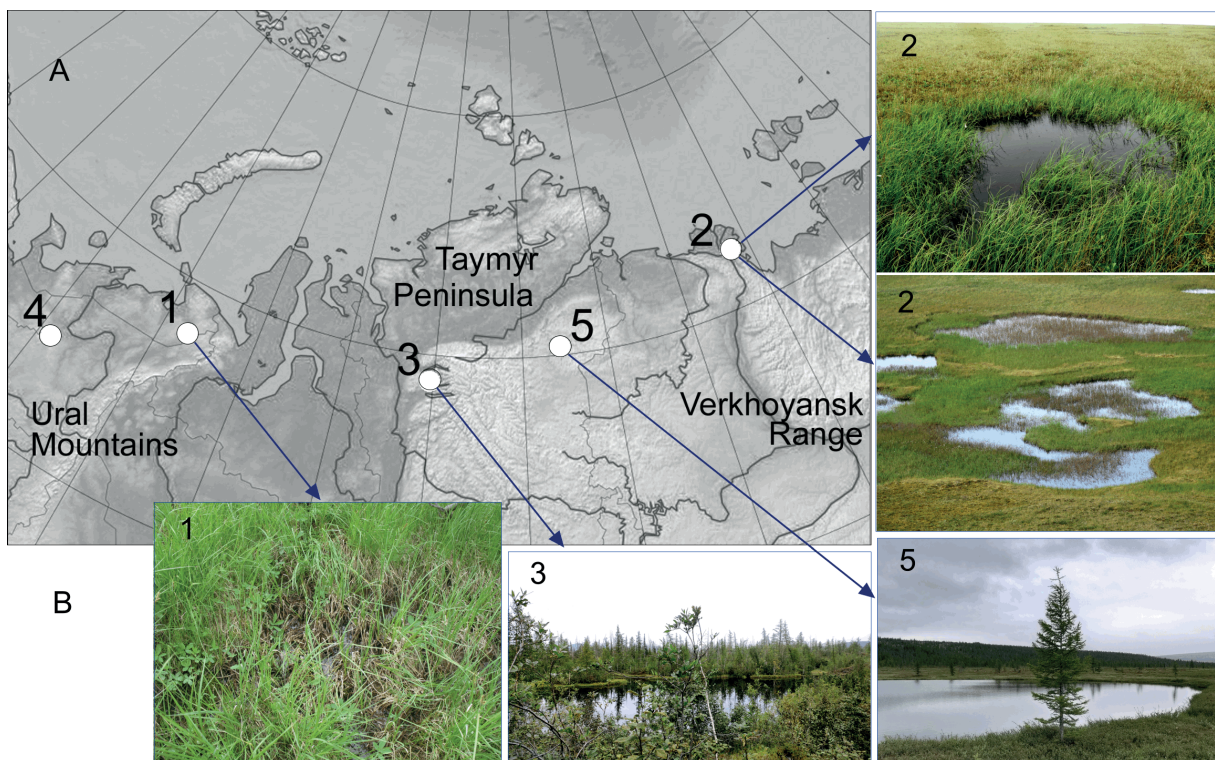 A
2
Taymyr
Peninsula
2
4
1
5
3
2
Verkhoyansk
Range
Ural
Mountains
1
3
5
B